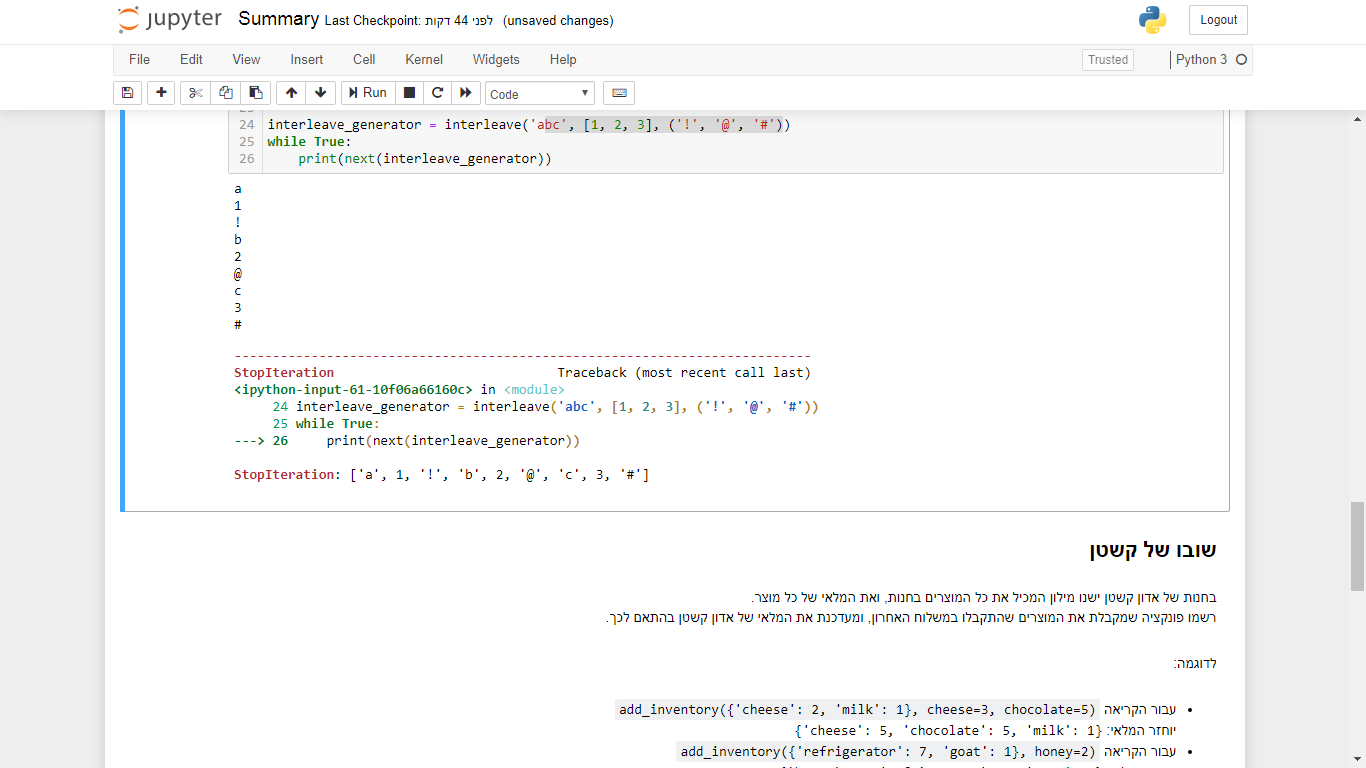 jupyter Summary Last Checkpoint: לפני 44 דקות (unsaved changes)
Logout
File Edit View Insert Cell Kernel Widgets Help
Trusted Python 3
Run Code
24 interleave_generator = interleave('abc', [1, 2, 3], ('!', '@', '#'))
25 while True:
26     print(next(interleave_generator))
a
1
!
b
2
@
c
3
#
---------------------------------------------------------------------------
StopIteration                             Traceback (most recent call last)
<ipython-input-61-10f06a66160c> in <module>
     24 interleave_generator = interleave('abc', [1, 2, 3], ('!', '@', '#'))
     25 while True:
---> 26     print(next(interleave_generator))
StopIteration: ['a', 1, '!', 'b', 2, '@', 'c', 3, '#']
שובו של קשטן
בחנות של אדון קשטן ישנו מילון המכיל את כל המוצרים בחנות, ואת המלאי של כל מוצר.
רשמו פונקציה שמקבלת את המוצרים שהתקבלו במשלוח האחרון, ומעדכנת את המלאי של אדון קשטן בהתאם לכך.
לדוגמה:
• עבור הקריאה add_inventory({'cheese': 2, 'milk': 1}, cheese=3, chocolate=5)
יוחזר המלאי: {'cheese': 5, 'chocolate': 5, 'milk': 1}
• עבור הקריאה add_inventory({'refrigerator': 7, 'goat': 1}, honey=2)